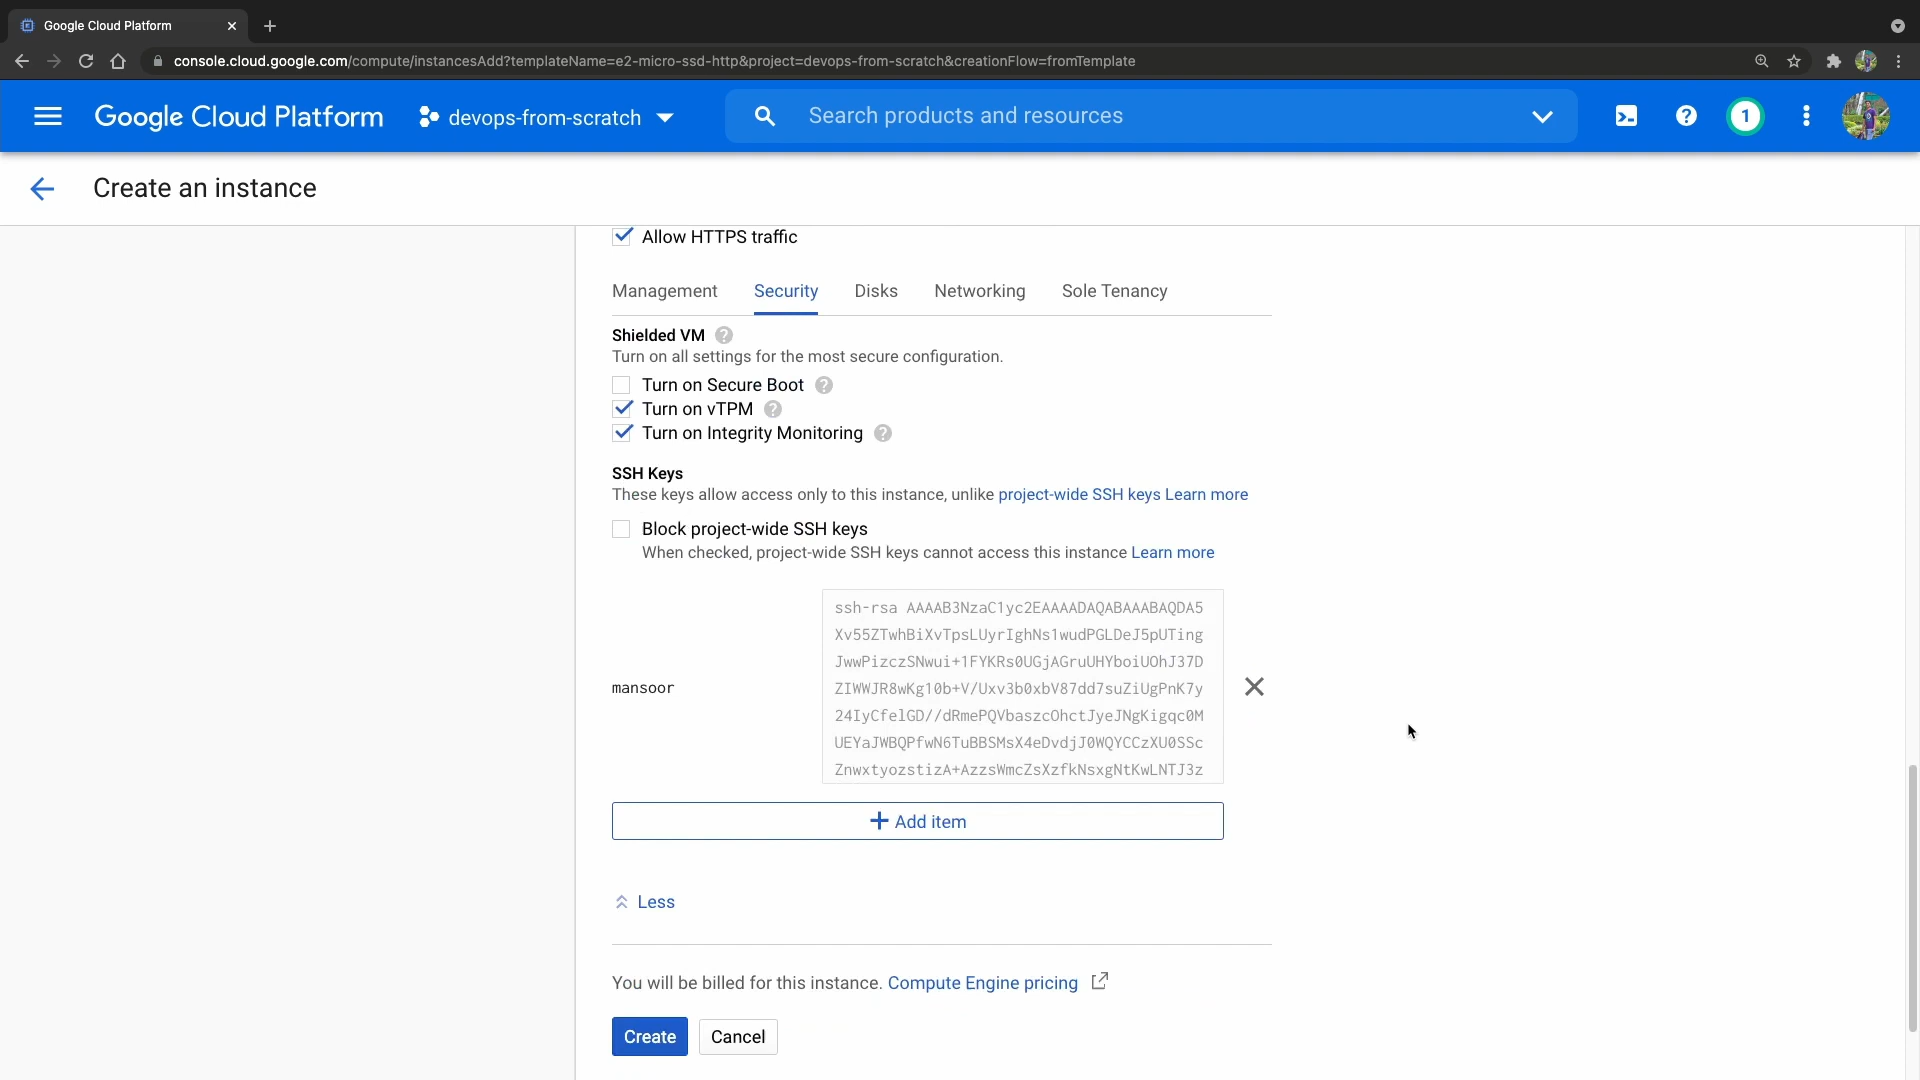 Google Cloud Platform
console.cloud.google.com/compute/instancesAdd?templateName=e2-micro-ssd-http&project=devops-from-scratch&creationFlow=fromTemplate
Google Cloud Platform
devops-from-scratch
Search products and resources
1
Create an instance
Allow HTTPS traffic
Management Security Disks Networking Sole Tenancy
Shielded VM
Turn on all settings for the most secure configuration.
Turn on Secure Boot
Turn on vTPM
Turn on Integrity Monitoring
SSH Keys
These keys allow access only to this instance, unlike project-wide SSH keys Learn more
Block project-wide SSH keys
When checked, project-wide SSH keys cannot access this instance Learn more
mansoor
ssh-rsa AAAAB3NzaC1yc2EAAAADAQABAAABAQDA5
Xv55ZTwhBiXvTpsLUyrIghNs1wudPGLDeJ5pUTing
JwwPizczSNwui+1FYKRs0UGjAGruUHYboiUOhJ37D
ZIWWJR8wKg10b+V/Uxv3b0xbV87dd7suZiUgPnK7y
24IyCfelGD//dRmePQVbaszcOhctJyeJNgKigqc0M
UEYaJWBQPfwN6TuBBSMsX4eDvdjJ0WQYCCzXU0SSc
ZnwxtyozstizA+AzzsWmcZsXzfkNsxgNtKwLNTJ3z
Add item
Less
You will be billed for this instance. Compute Engine pricing
Create Cancel